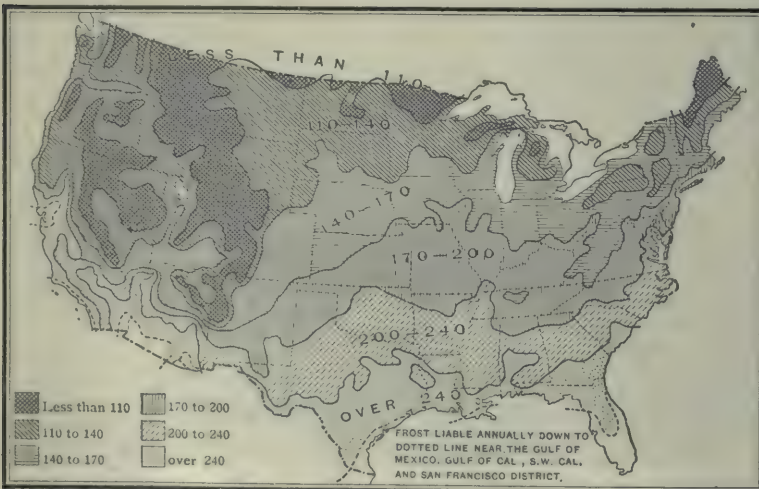 LESS THAN 110
110-140
140-170
170-200
200-240
OVER 240
Less than 110
110 to 140
140 to 170
170 to 200
200 to 240
over 240
FROST LIABLE ANNUALLY DOWN TO
DOTTED LINE NEAR THE GULF OF
MEXICO, GULF OF CAL., S.W. CAL,
AND SAN FRANCISCO DISTRICT.